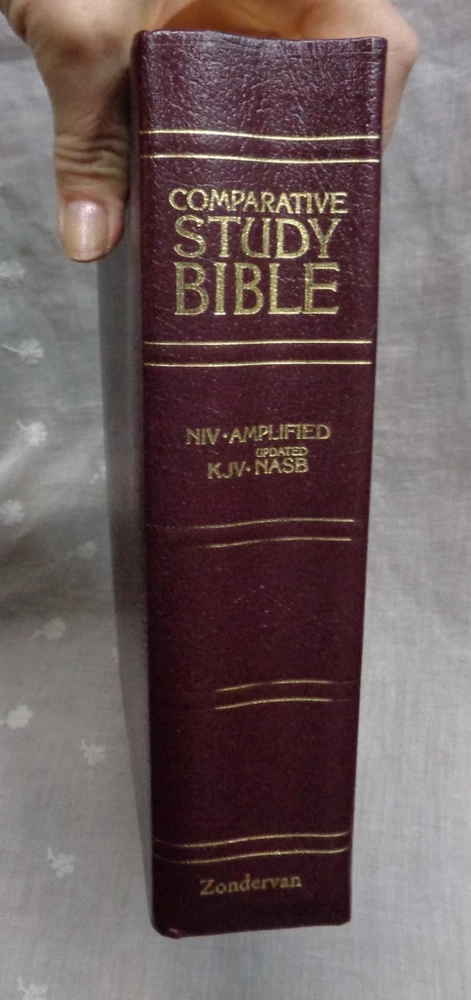 COMPARATIVE
STUDY
BIBLE
NIV·AMPLIFIED
UPDATED
KJV·NASB
Zondervan